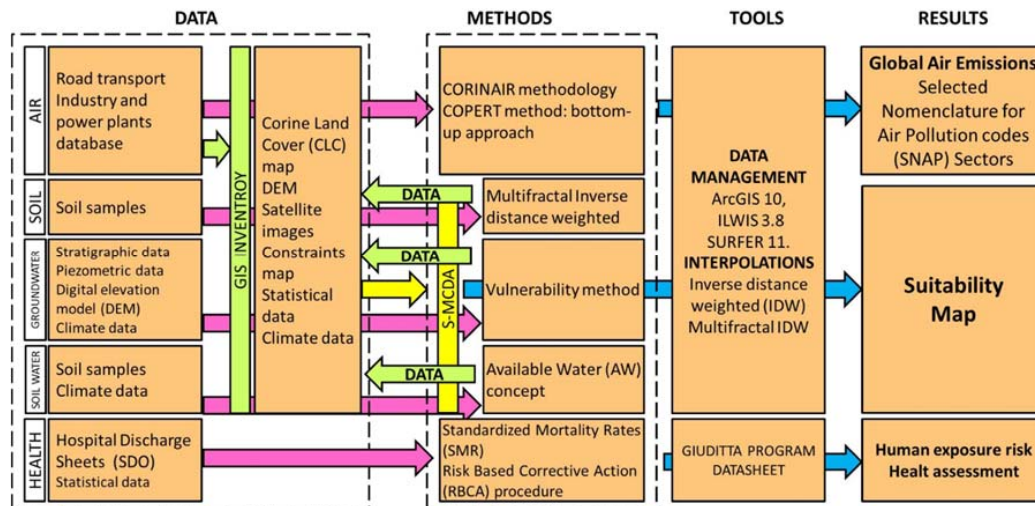 DATA
METHODS
TOOLS
RESULTS
AIR
Road transport
Industry and
power plants
database
SOIL
Soil samples
GROUNDWATER
Stratigraphic data
Piezometric data
Digital elevation
model (DEM)
Climate data
SOIL WATER
Soil samples
Climate data
HEALTH
Hospital Discharge
Sheets (SDO)
Statistical data
GIS INVENTROY
Corine Land
Cover (CLC)
map
DEM
Satellite
images
Constraints
map
Statistical
data
Climate data
DATA
DATA
DATA
S-MCDA
CORINAIR methodology
COPERT method: bottom-
up approach
Multifractal Inverse
distance weighted
Vulnerability method
Available Water (AW)
concept
Standardized Mortality Rates
(SMR)
Risk Based Corrective Action
(RBCA) procedure
DATA
MANAGEMENT
ArcGIS 10,
ILWIS 3.8
SURFER 11.
INTERPOLATIONS
Inverse distance
weighted (IDW)
Multifractal IDW
GIUDITTA PROGRAM
DATASHEET
Global Air Emissions
Selected
Nomenclature for
Air Pollution codes
(SNAP) Sectors
Suitability
Map
Human exposure risk
Healt assessment